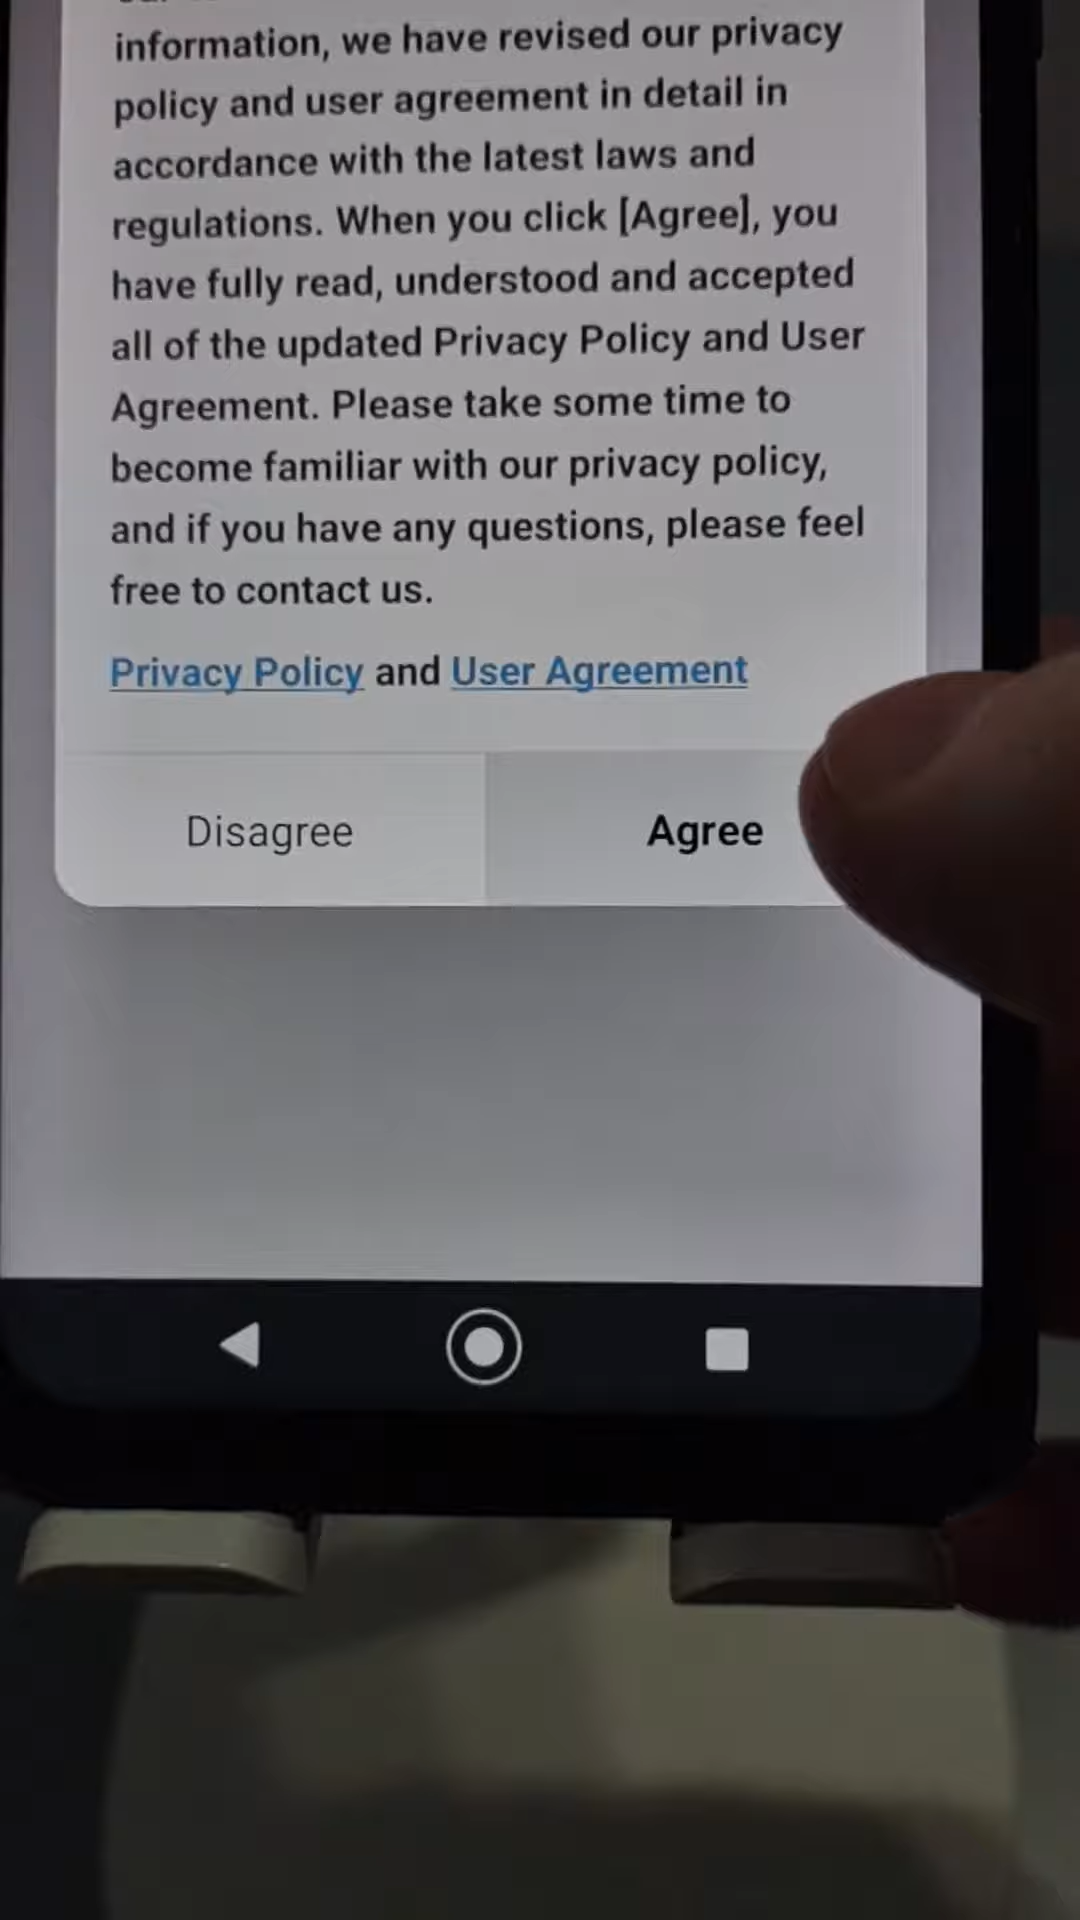 information, we have revised our privacy
policy and user agreement in detail in
accordance with the latest laws and
regulations. When you click [Agree], you
have fully read, understood and accepted
all of the updated Privacy Policy and User
Agreement. Please take some time to
become familiar with our privacy policy,
and if you have any questions, please feel
free to contact us.
Privacy Policy and User Agreement
Disagree
Agree